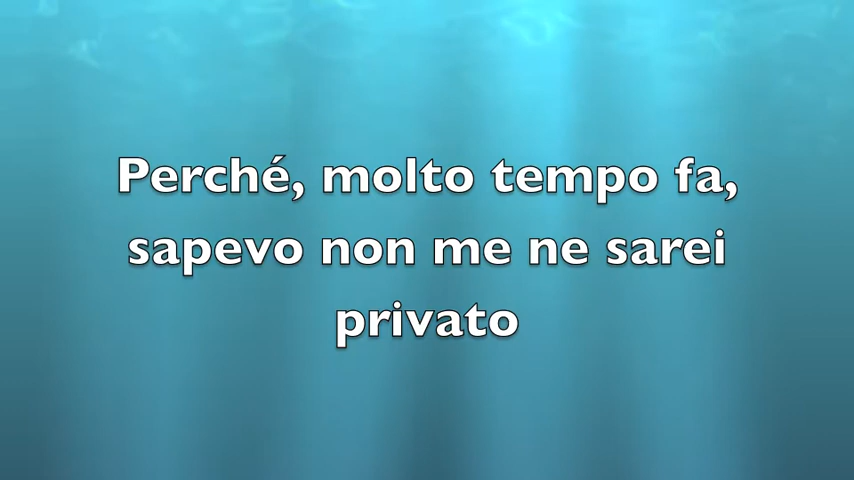 Perché, molto tempo fa,
sapevo non me ne sarei
privato